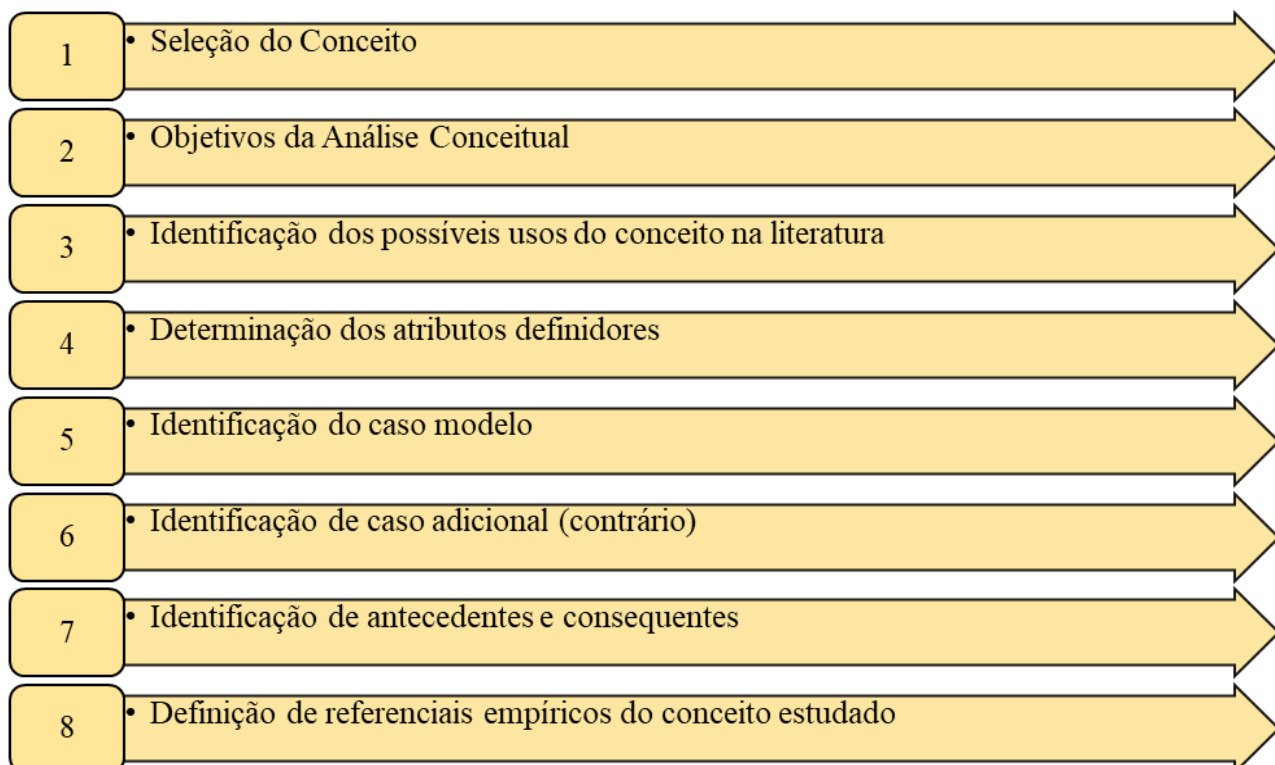 1 • Seleção do Conceito
2 • Objetivos da Análise Conceitual
3 • Identificação dos possíveis usos do conceito na literatura
4 • Determinação dos atributos definidores
5 • Identificação do caso modelo
6 • Identificação de caso adicional (contrário)
7 • Identificação de antecedentes e consequentes
8 • Definição de referenciais empíricos do conceito estudado